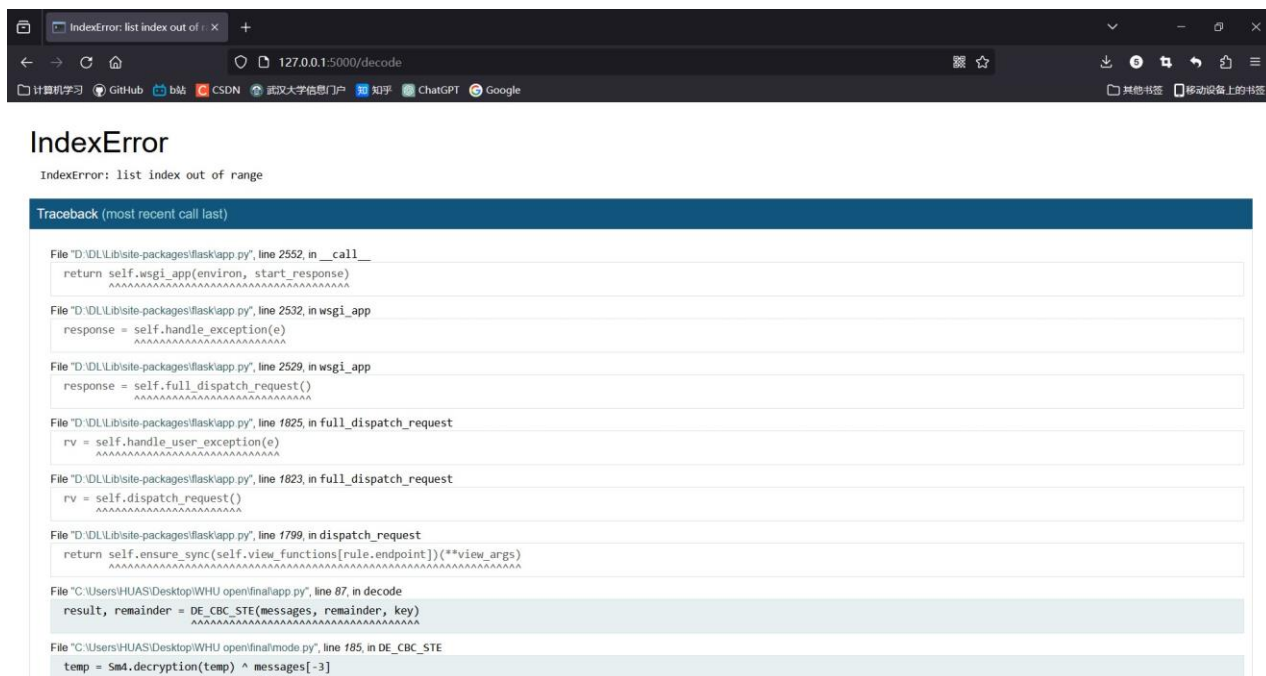 IndexError: list index out of r
127.0.0.1:5000/decode
5
计算机学习 GitHub b站 C CSDN 武汉大学信息门户 知 知乎 ChatGPT G Google 其他书签 移动设备上的书签
IndexError
IndexError: list index out of range
Traceback (most recent call last)
File "D:\DL\Lib\site-packages\flask\app.py", line 2552, in __call__
return self.wsgi_app(environ, start_response)
^^^^^^^^^^^^^^^^^^^^^^^^^^^^^^^^^^^^^^
File "D:\DL\Lib\site-packages\flask\app.py", line 2532, in wsgi_app
response = self.handle_exception(e)
^^^^^^^^^^^^^^^^^^^^^^^^
File "D:\DL\Lib\site-packages\flask\app.py", line 2529, in wsgi_app
response = self.full_dispatch_request()
^^^^^^^^^^^^^^^^^^^^^^^^^^^^
File "D:\DL\Lib\site-packages\flask\app.py", line 1825, in full_dispatch_request
rv = self.handle_user_exception(e)
^^^^^^^^^^^^^^^^^^^^^^^^^^^^^
File "D:\DL\Lib\site-packages\flask\app.py", line 1823, in full_dispatch_request
rv = self.dispatch_request()
^^^^^^^^^^^^^^^^^^^^^^^
File "D:\DL\Lib\site-packages\flask\app.py", line 1799, in dispatch_request
return self.ensure_sync(self.view_functions[rule.endpoint])(**view_args)
^^^^^^^^^^^^^^^^^^^^^^^^^^^^^^^^^^^^^^^^^^^^^^^^^^^^^^^^^^^^^^^^^
File "C:\Users\HUAS\Desktop\WHU open\final\app.py", line 87, in decode
result, remainder = DE_CBC_STE(messages, remainder, key)
^^^^^^^^^^^^^^^^^^^^^^^^^^^^^^^^^^^^
File "C:\Users\HUAS\Desktop\WHU open\final\mode.py", line 185, in DE_CBC_STE
temp = Sm4.decryption(temp) ^ messages[-3]